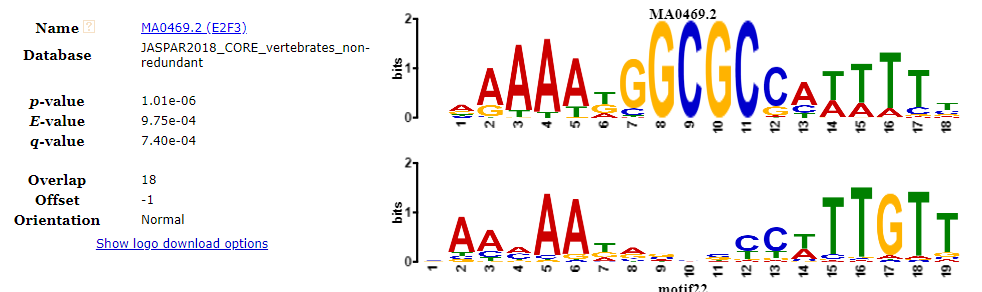 Name ? MA0469.2 (E2F3)
Database JASPAR2018_CORE_vertebrates_non-
redundant
p-value 1.01e-06
E-value 9.75e-04
q-value 7.40e-04
Overlap 18
Offset -1
Orientation Normal
Show logo download options
MA0469.2
2
bits
1
0
1 2 3 4 5 6 7 8 9 10 11 12 13 14 15 16 17 18
2
bits
1
0
1 2 3 4 5 6 7 8 9 10 11 12 13 14 15 16 17 18 19
motif22